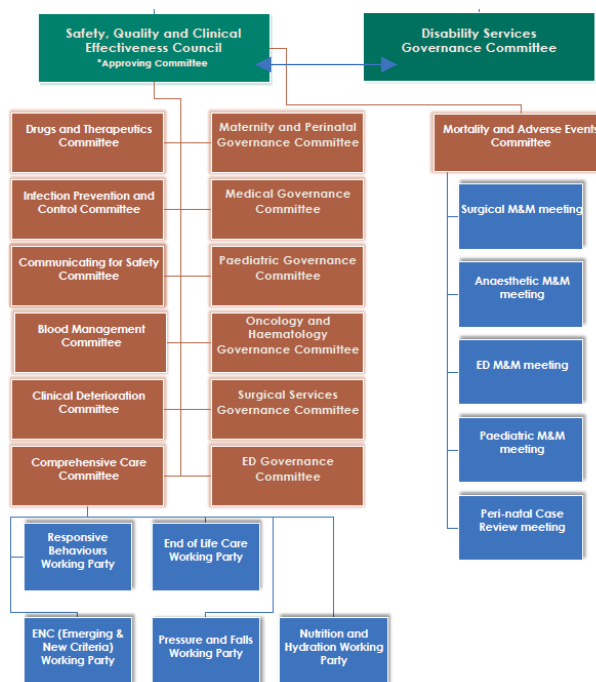 Safety, Quality and Clinical
Effectiveness Council
*Approving Committee
Disability Services
Governance Committee
Drugs and Therapeutics
Committee
Maternity and Perinatal
Governance Committee
Mortality and Adverse Events
Committee
Infection Prevention and
Control Committee
Medical Governance
Committee
Surgical M&M meeting
Communicating for Safety
Committee
Paediatric Governance
Committee
Anaesthetic M&M
meeting
Blood Management
Committee
Oncology and
Haematology
Governance Committee
ED M&M meeting
Clinical Deterioration
Committee
Surgical Services
Governance Committee
Paediatric M&M
meeting
Comprehensive Care
Committee
ED Governance
Committee
Peri-natal Case
Review meeting
Responsive
Behaviours
Working Party
End of Life Care
Working Party
ENC (Emerging &
New Criteria)
Working Party
Pressure and Falls
Working Party
Nutrition and
Hydration Working
Party